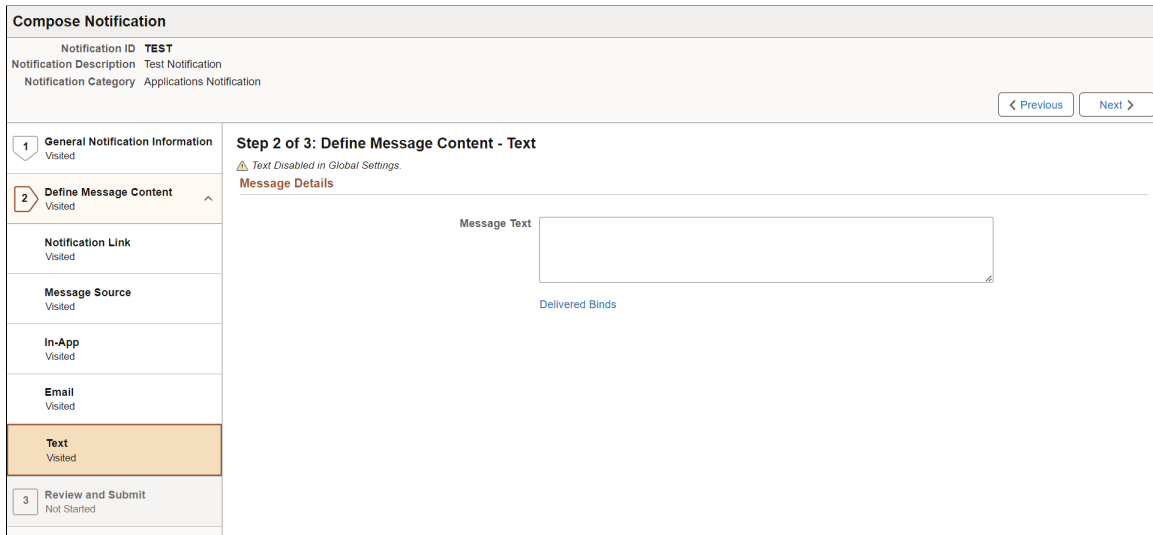 Compose Notification
Notification ID TEST
Notification Description Test Notification
Notification Category Applications Notification
Previous
Next
1
General Notification Information
Visited
2
Define Message Content
Visited
Notification Link
Visited
Message Source
Visited
In-App
Visited
Email
Visited
Text
Visited
3
Review and Submit
Not Started
Step 2 of 3: Define Message Content - Text
Text Disabled in Global Settings.
Message Details
Message Text
Delivered Binds